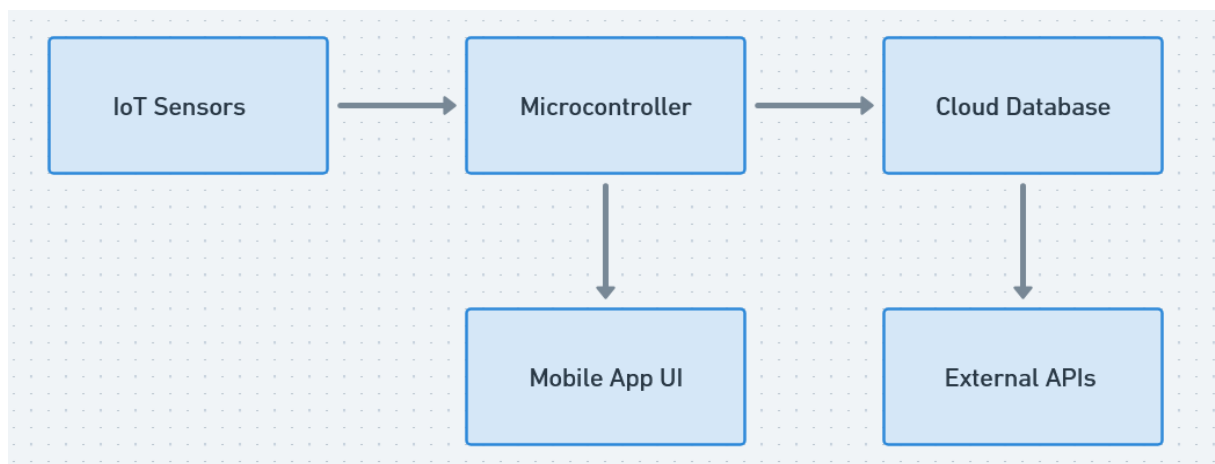 IoT Sensors
Microcontroller
Cloud Database
Mobile App UI
External APIs